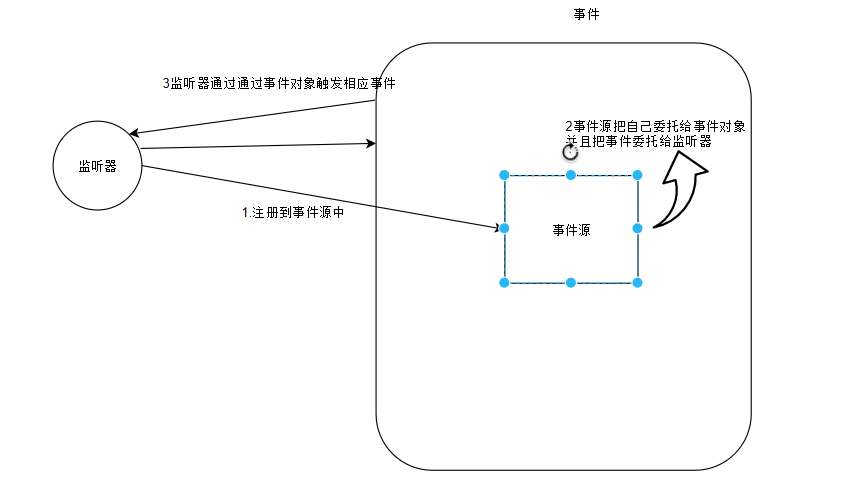 事件
3监听器通过通过事件对象触发相应事件
2事件源把自己委托给事件对象
并且把事件委托给监听器
监听器
1.注册到事件源中
事件源